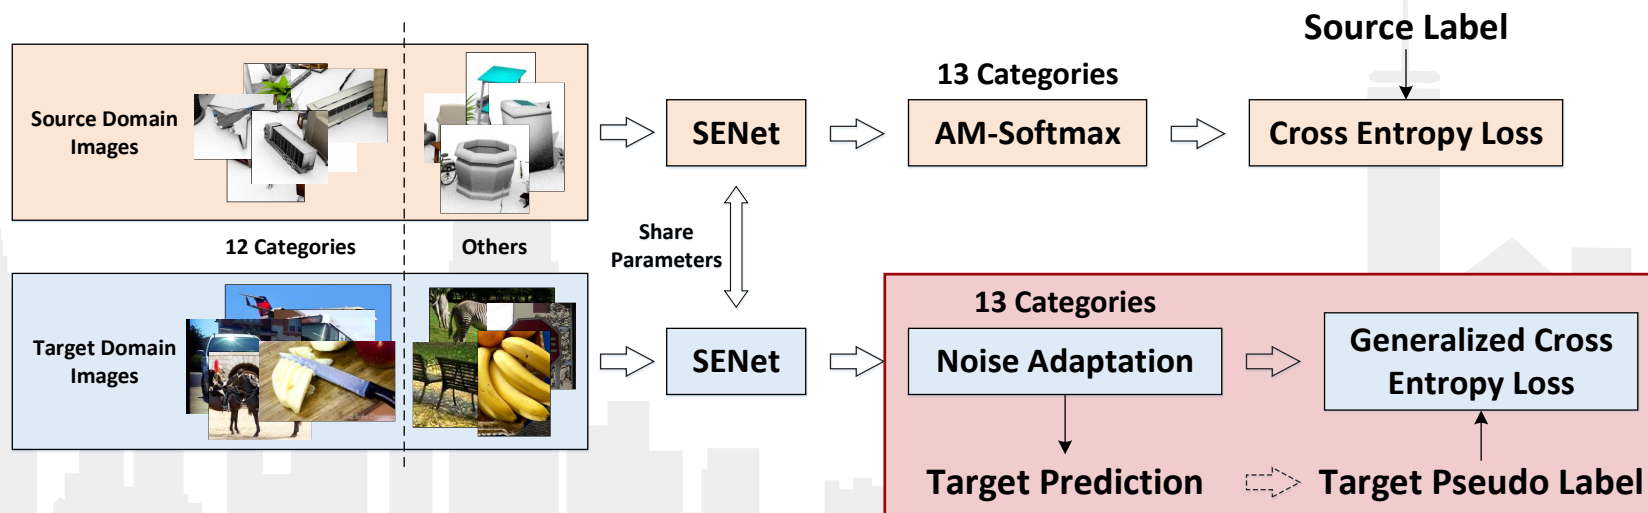 Source Label
13 Categories
Source Domain
Images
SENet
AM-Softmax
Cross Entropy Loss
12 Categories
Others
Share
Parameters
13 Categories
Target Domain
Images
SENet
Noise Adaptation
Generalized Cross
Entropy Loss
Target Prediction
Target Pseudo Label